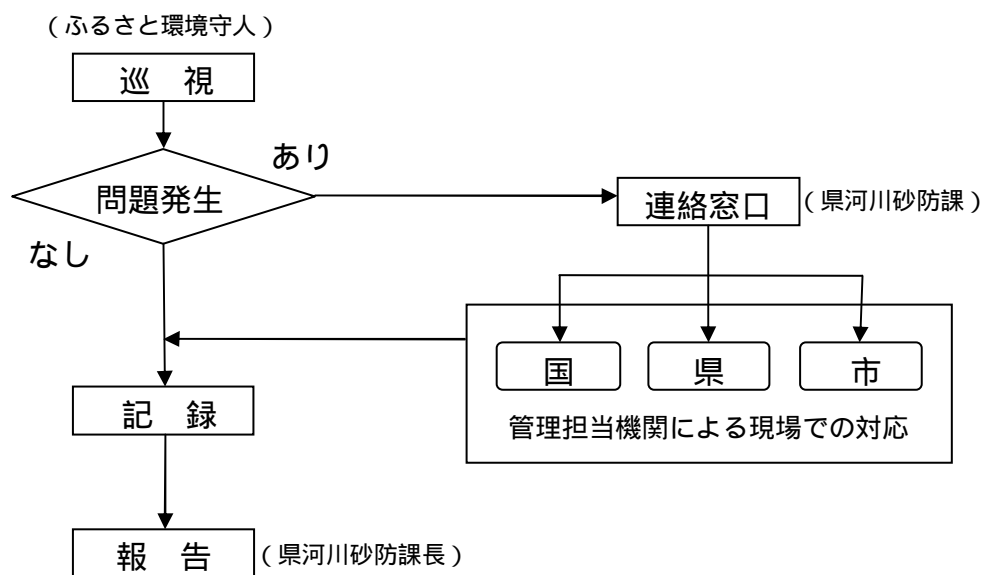 （ふるさと環境守人）
巡　視
あり
問題発生
連絡窓口
（県河川砂防課）
なし
国
県
市
管理担当機関による現場での対応
記　録
報　告
（県河川砂防課長）